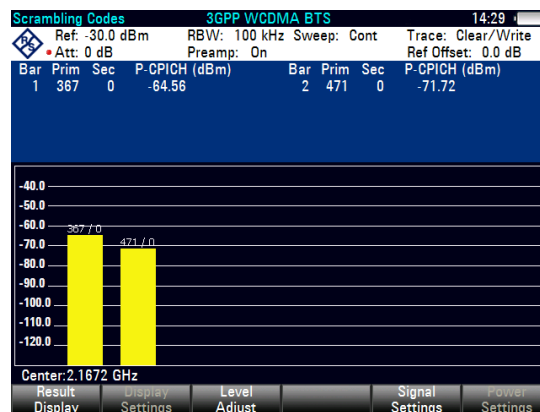 Scrambling Codes 3GPP WCDMA BTS 14:29
Ref: -30.0 dBm RBW: 100 kHz Sweep: Cont Trace: Clear/Write
Att: 0 dB Preamp: On Ref Offset: 0.0 dB
Bar Prim Sec P-CPICH (dBm) Bar Prim Sec P-CPICH (dBm)
1 367 0 -64.56 2 471 0 -71.72
-40.0
-50.0
-60.0
367 / 0
-70.0
471 / 0
-80.0
-90.0
-100.0
-110.0
-120.0
Center:2.1672 GHz
Result Display Level Signal Power
Display Settings Adjust Settings Settings